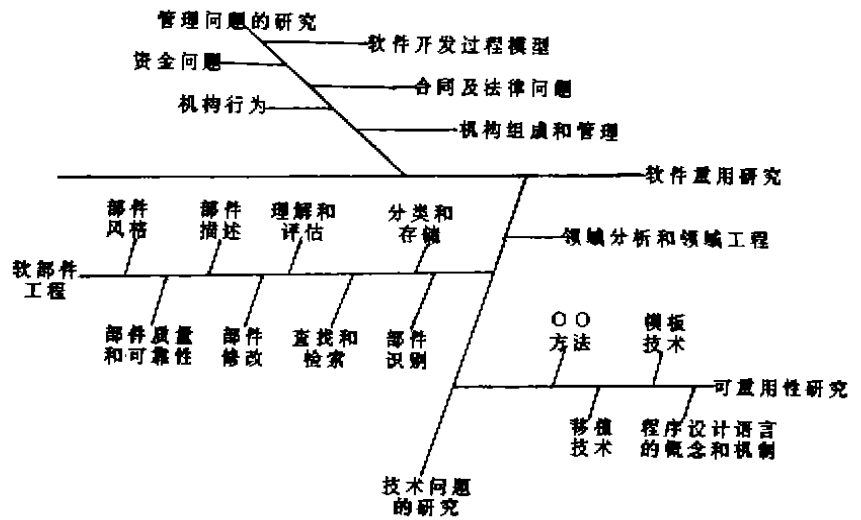 管理问题的研究
软件开发过程模型
资金问题
合同及法律问题
机构行为
机构组成和管理
软件重用研究
部件
风格
部件
描述
理解和
评估
分类和
存储
领域分析和领域工程
软部件
工程
部件质量
和可靠性
部件
修改
查找和
检索
部件
识别
OO
方法
模板
技术
可重用性研究
移植
技术
程序设计语言
的概念和机制
技术问题
的研究